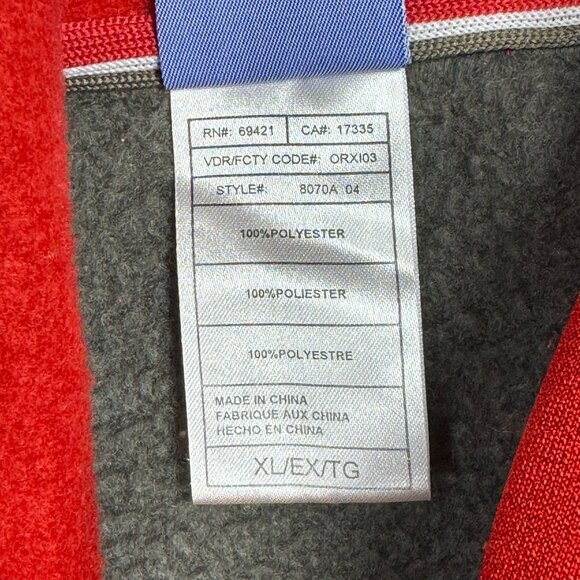 RN#: 69421 CA#: 17335
VDR/FCTY CODE#: ORXI03
STYLE#: 8070A 04
100%POLYESTER
100%POLIESTER
100%POLYESTRE
MADE IN CHINA
FABRIQUE AUX CHINA
HECHO EN CHINA
XL/EX/TG